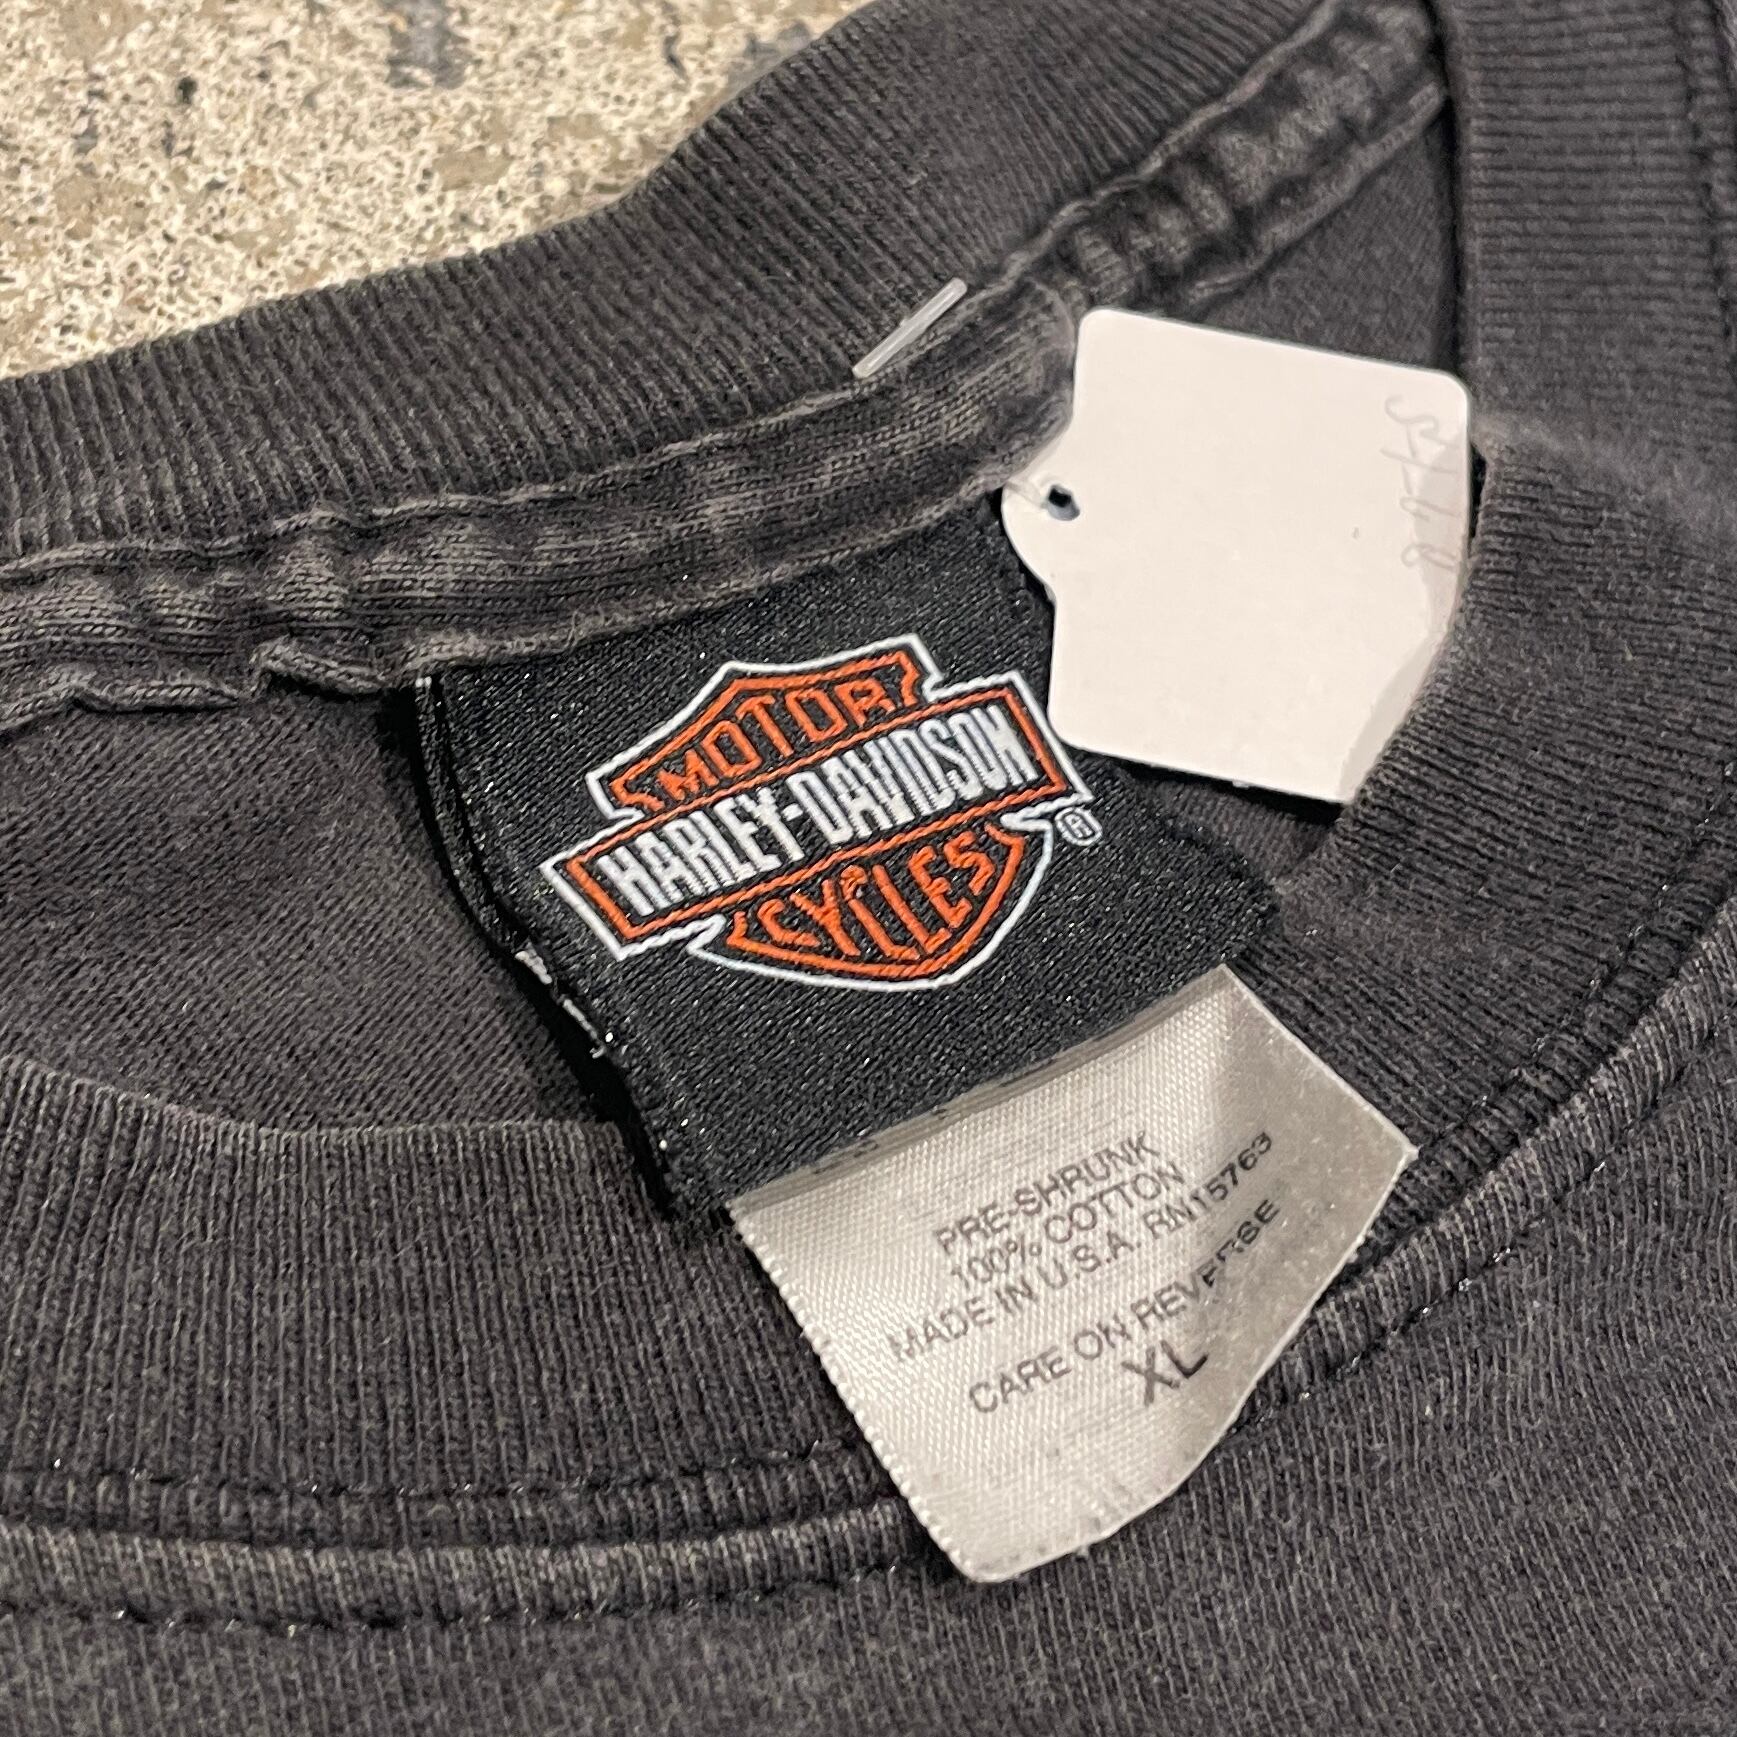 MOTOR
HARLEY-DAVIDSON
CYCLES
®
PRE-SHRUNK
100% COTTON
MADE IN U.S.A. RN15763
CARE ON REVERSE
XL